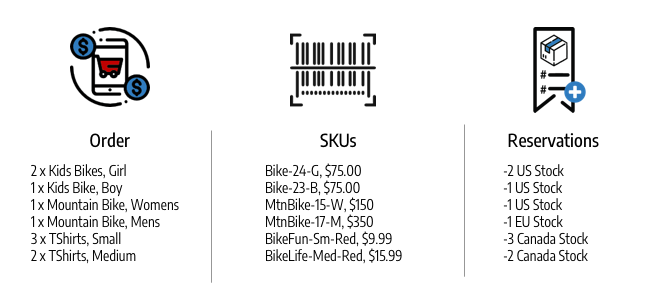 Order
2 x Kids Bikes, Girl
1 x Kids Bike, Boy
1 x Mountain Bike, Womens
1 x Mountain Bike, Mens
3 x TShirts, Small
2 x TShirts, Medium
SKUs
Bike-24-G, $75.00
Bike-23-B, $75.00
MtnBike-15-W, $150
MtnBike-17-M, $350
BikeFun-Sm-Red, $9.99
BikeLife-Med-Red, $15.99
#
#
Reservations
-2 US Stock
-1 US Stock
-1 US Stock
-1 EU Stock
-3 Canada Stock
-2 Canada Stock